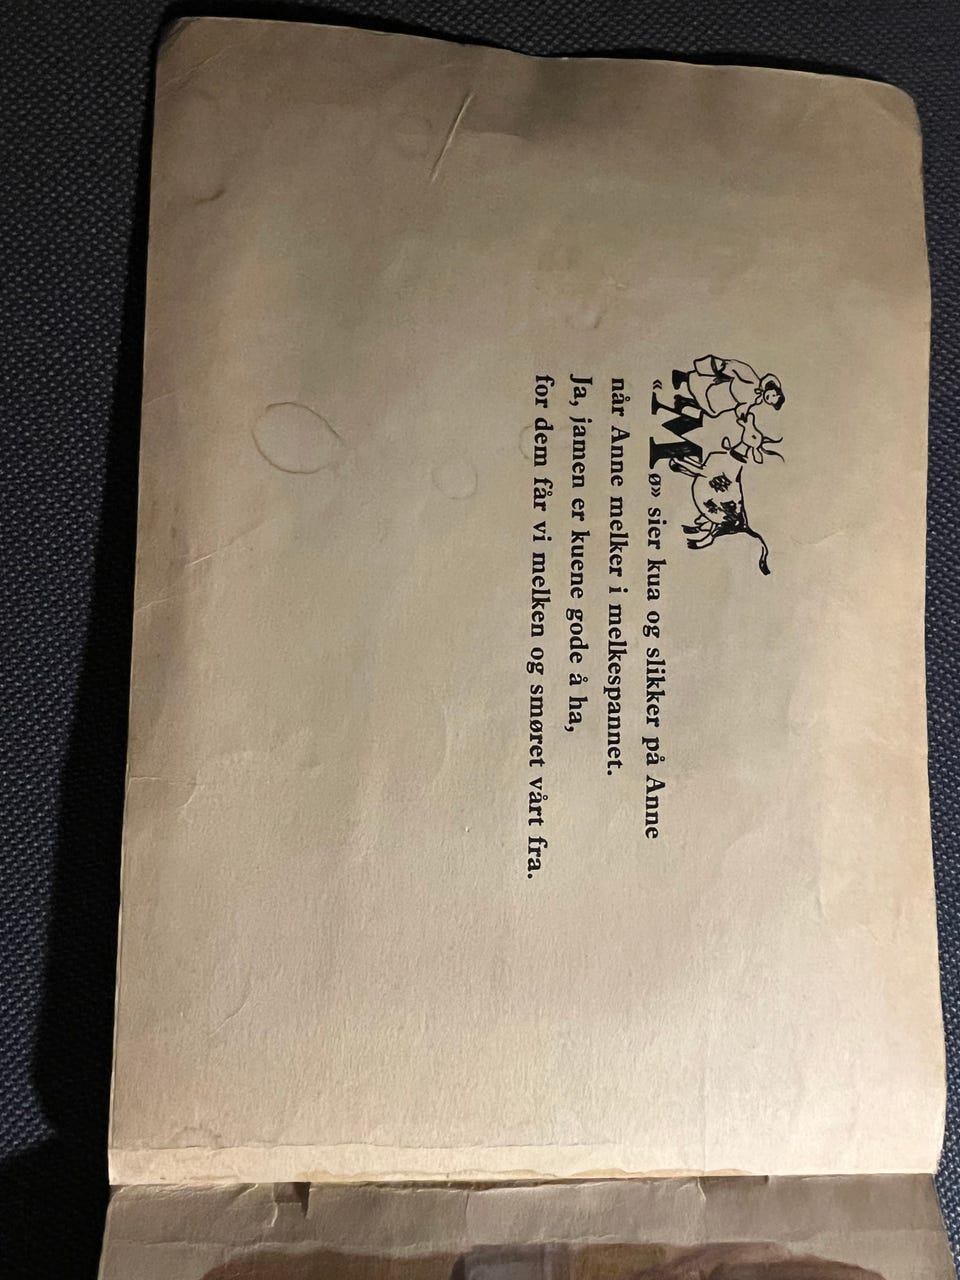 «Mø» sier kua og slikker på Anne
når Anne melker i melkespannet.
Ja, jamen er kuene gode å ha,
for dem får vi melken og smøret vårt fra.